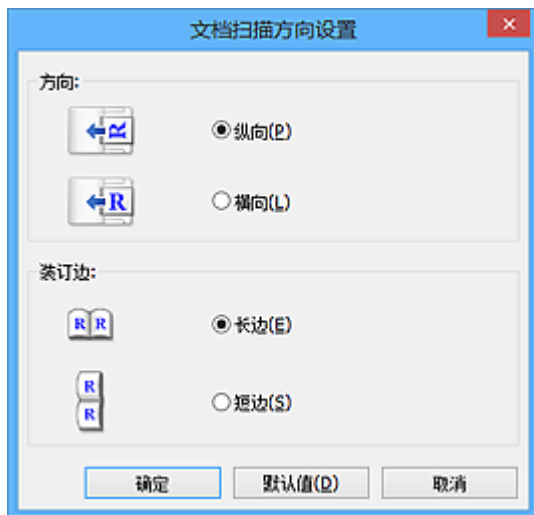 文档扫描方向设置
方向:
R
纵向(P)
R
横向(L)
装订边:
R R
长边(E)
R
R
短边(S)
确定 默认值(D) 取消